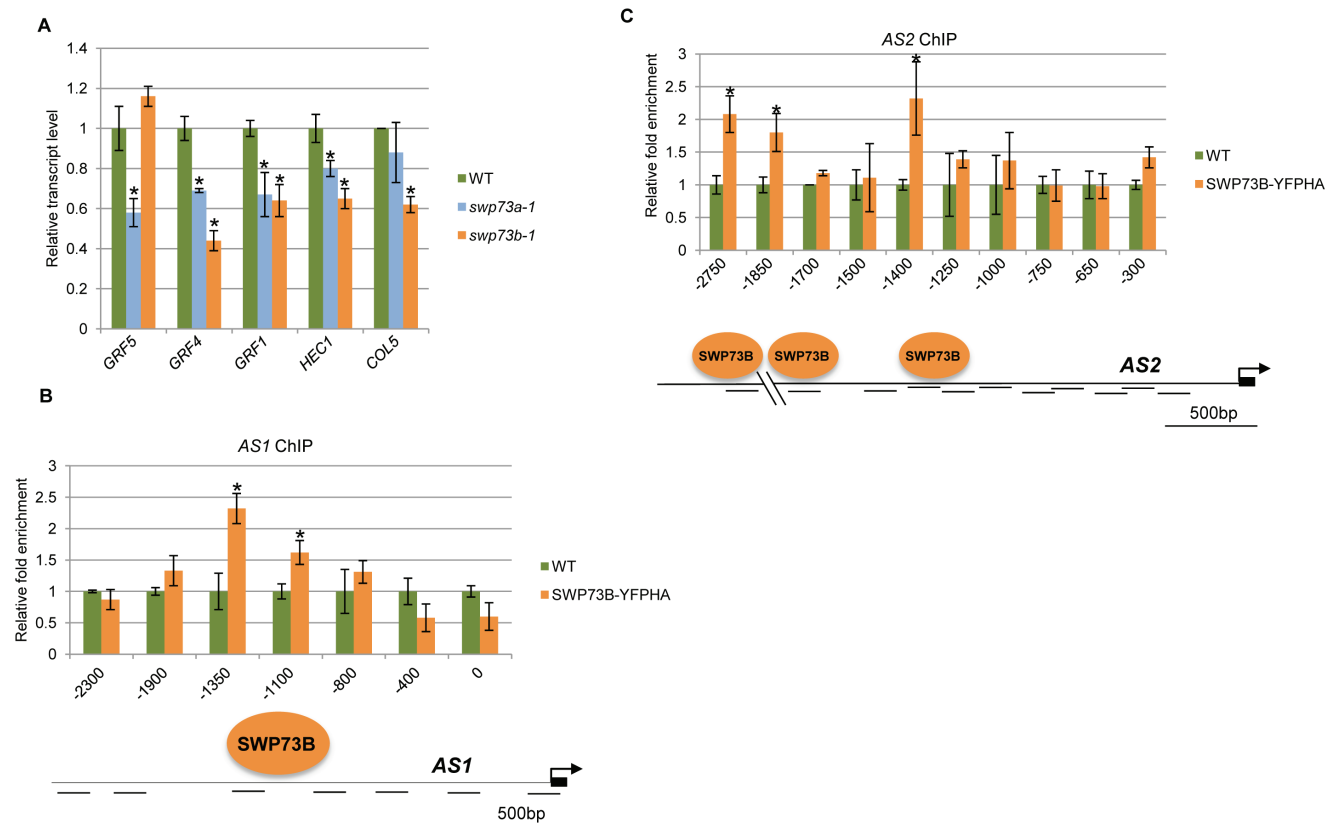 A
1.4
1.2
1
0.8
0.6
0.4
0.2
0
Relative transcript level
*
*
*
*
*
*
*
*
GRF5
GRF4
GRF1
HEC1
COL5
WT
swp73a-1
swp73b-1
B
AS1 ChIP
3
2.5
2
1.5
1
0.5
0
Relative fold enrichment
*
*
-2300
-1900
-1350
-1100
-800
-400
0
WT
SWP73B-YFPHA
SWP73B
AS1
500bp
C
AS2 ChIP
3
2.5
2
1.5
1
0.5
0
Relative fold enrichment
*
*
*
-2750
-1850
-1700
-1500
-1400
-1250
-1000
-750
-650
-300
WT
SWP73B-YFPHA
SWP73B
SWP73B
SWP73B
AS2
500bp